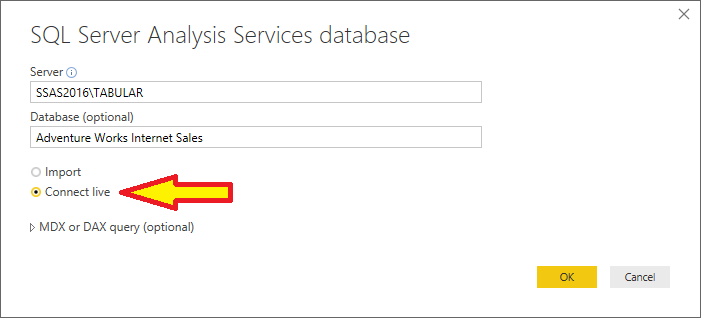 SQL Server Analysis Services database
Server
SSAS2016\TABULAR
Database (optional)
Adventure Works Internet Sales
Import
Connect live
MDX or DAX query (optional)
OK Cancel